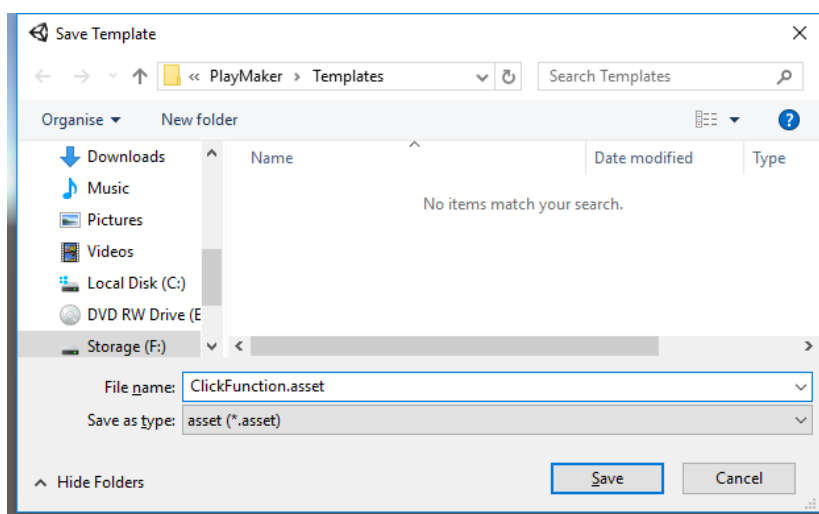 Save Template
« PlayMaker > Templates
Search Templates
Organise
New folder
?
Downloads
Music
Pictures
Videos
Local Disk (C:)
DVD RW Drive (E
Storage (F:)
Name
Date modified
Type
No items match your search.
File name: ClickFunction.asset
Save as type: asset (*.asset)
Hide Folders
Save
Cancel